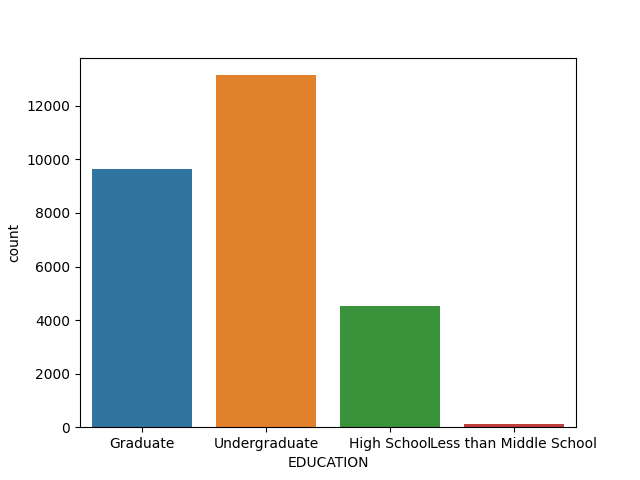 12000
10000
8000
6000
4000
2000
0
count
Graduate
Undergraduate
High School
Less than Middle School
EDUCATION